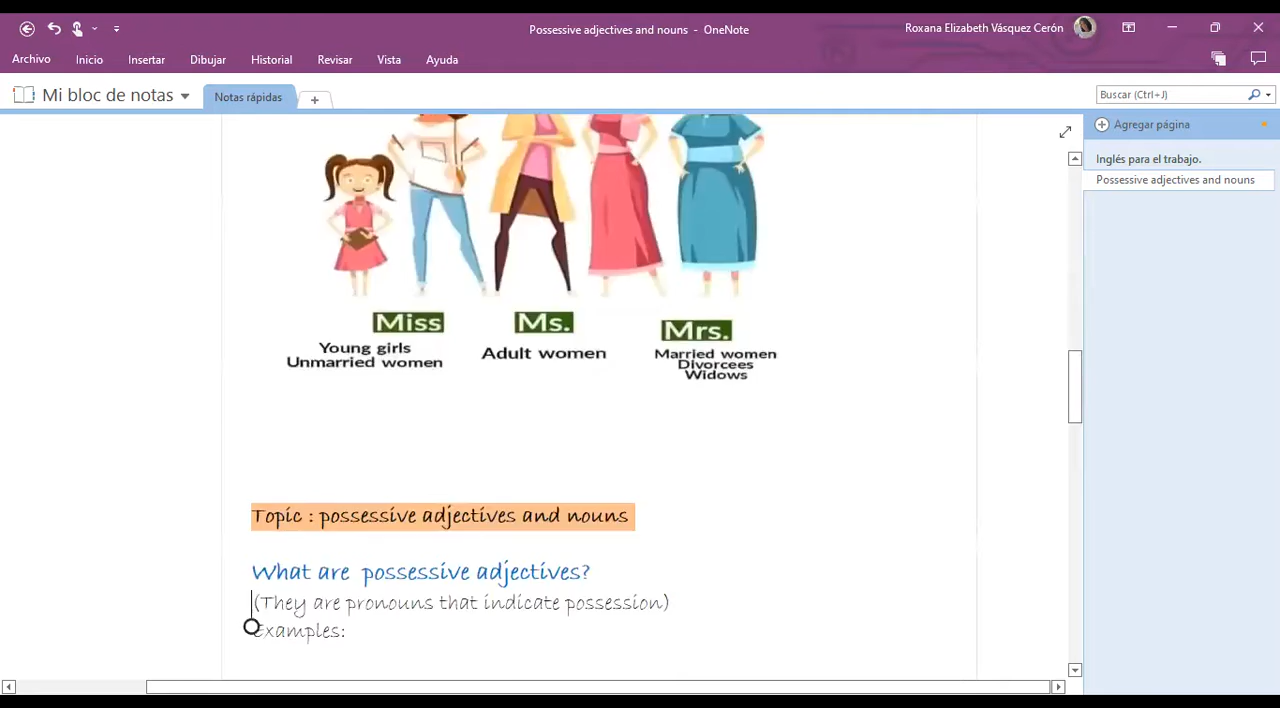 Possessive adjectives and nouns - OneNote
Roxana Elizabeth Vásquez Cerón
Archivo Inicio Insertar Dibujar Historial Revisar Vista Ayuda
Mi bloc de notas
Notas rápidas
Buscar (Ctrl+J)
Agregar página
Inglés para el trabajo.
Possessive adjectives and nouns
Miss
Young girls
Unmarried women
Ms.
Adult women
Mrs.
Married women
Divorcees
Widows
Topic : possessive adjectives and nouns
What are possessive adjectives?
(They are pronouns that indicate possession)
Examples: